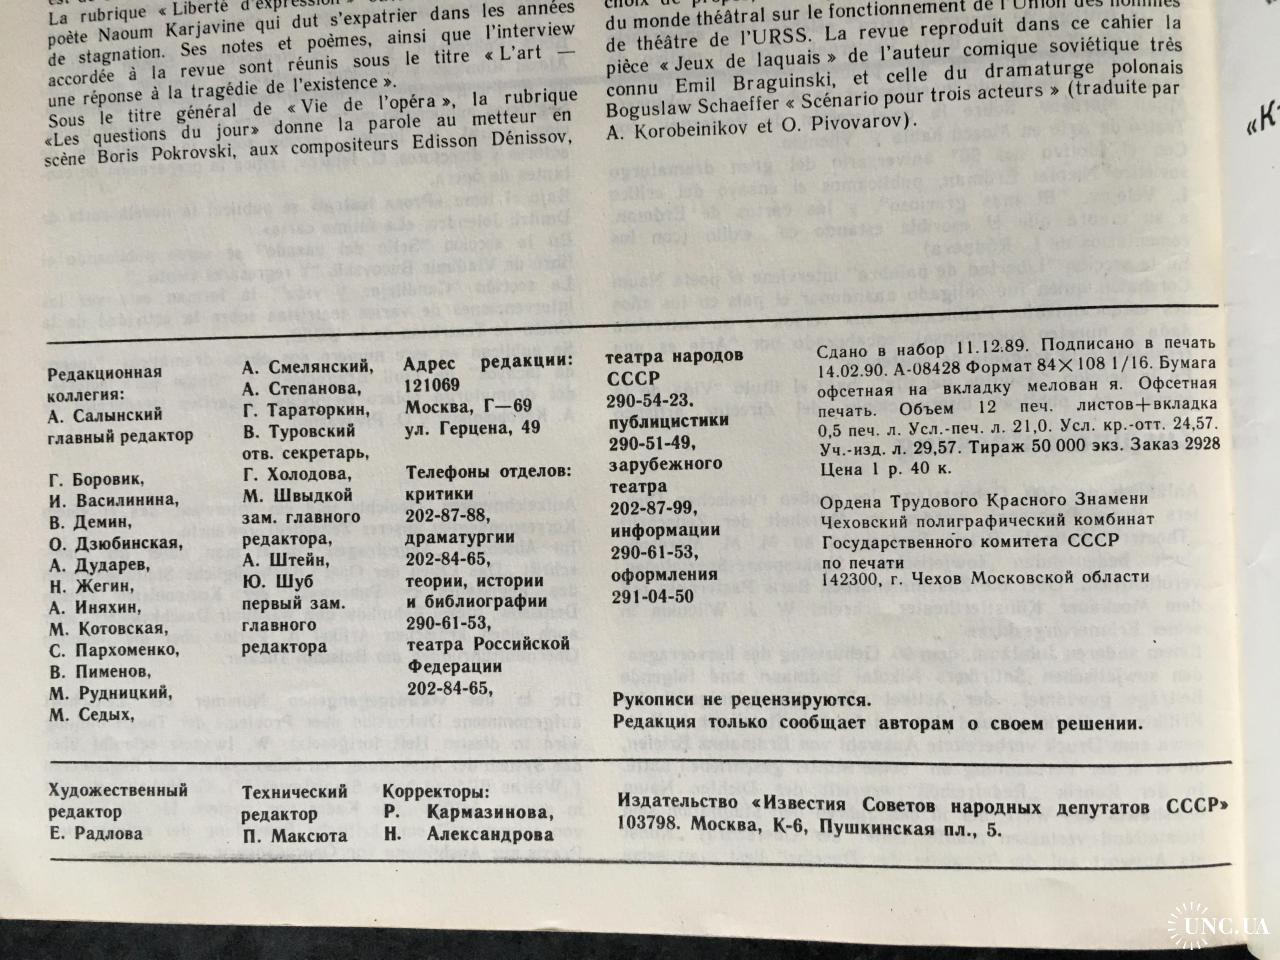 La rubrique « Liberté d'expression »
poète Naoum Karjavine qui dut s'expatrier dans les années
de stagnation. Ses notes et poèmes, ainsi que l'interview
accordée à la revue sont réunis sous le titre « L'art —
une réponse à la tragédie de l'existence ».
Sous le titre général de « Vie de l'opéra », la rubrique
«Les questions du jour» donne la parole au metteur en
scène Boris Pokrovski, aux compositeurs Edisson Dénissov,
du monde théâtral sur le fonctionnement de l'Union des hommes
de théâtre de l'URSS. La revue reproduit dans ce cahier la
pièce « Jeux de laquais » de l'auteur comique soviétique très
connu Emil Braguinski, et celle du dramaturge polonais
Boguslaw Schaeffer « Scénario pour trois acteurs » (traduite par
A. Korobeinikov et O. Pivovarov).
Редакционная
коллегия:
А. Салынский
главный редактор
Г. Боровик,
И. Василинина,
В. Демин,
О. Дзюбинская,
А. Дударев,
Н. Жегин,
А. Иняхин,
М. Котовская,
С. Пархоменко,
В. Пименов,
М. Рудницкий,
М. Седых,
А. Смелянский,
А. Степанова,
Г. Тараторкин,
В. Туровский
отв. секретарь,
Г. Холодова,
М. Швыдкой
зам. главного
редактора,
А. Штейн,
Ю. Шуб
первый зам.
главного
редактора
Адрес редакции:
121069
Москва, Г—69
ул. Герцена, 49
Телефоны отделов:
критики
202-87-88,
драматургии
202-84-65,
теории, истории
и библиографии
290-61-53,
театра Российской
Федерации
202-84-65,
театра народов
СССР
290-54-23.
публицистики
290-51-49,
зарубежного
театра
202-87-99,
информации
290-61-53,
оформления
291-04-50
Сдано в набор 11.12.89. Подписано в печать
14.02.90. А-08428 Формат 84×108 1/16. Бумага
офсетная на вкладку мелован я. Офсетная
печать. Объем 12 печ. листов+вкладка
0,5 печ. л. Усл.-печ. л. 21,0. Усл. кр.-отт. 24,57.
Уч.-изд. л. 29,57. Тираж 50 000 экз. Заказ 2928
Цена 1 р. 40 к.
Ордена Трудового Красного Знамени
Чеховский полиграфический комбинат
Государственного комитета СССР
по печати
142300, г. Чехов Московской области
Рукописи не рецензируются.
Редакция только сообщает авторам о своем решении.
Художественный
редактор
Е. Радлова
Технический
редактор
П. Максюта
Корректоры:
Р. Кармазинова,
Н. Александрова
Издательство «Известия Советов народных депутатов СССР»
103798. Москва, К-6, Пушкинская пл., 5.
UNC.UA